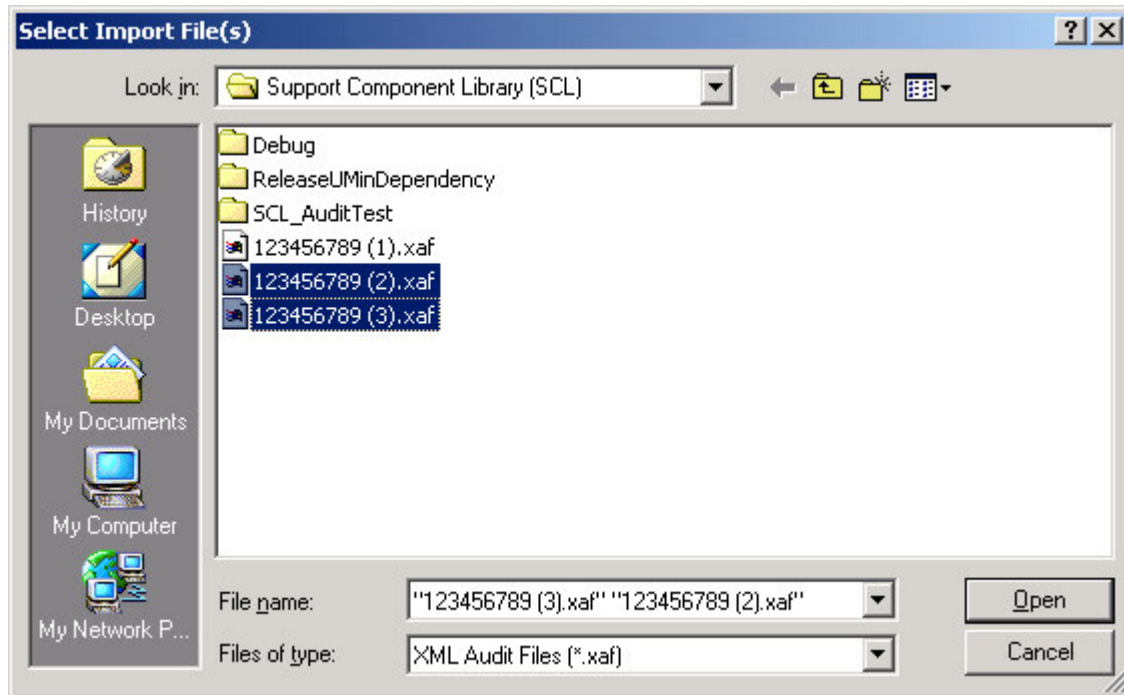 Select Import File(s)
Look in: Support Component Library (SCL)
History
Desktop
My Documents
My Computer
My Network P...
Debug
ReleaseUMinDependency
SCL_AuditTest
123456789 (1).xaf
123456789 (2).xaf
123456789 (3).xaf
File name: "123456789 (3).xaf" "123456789 (2).xaf" Open
Files of type: XML Audit Files (*.xaf) Cancel